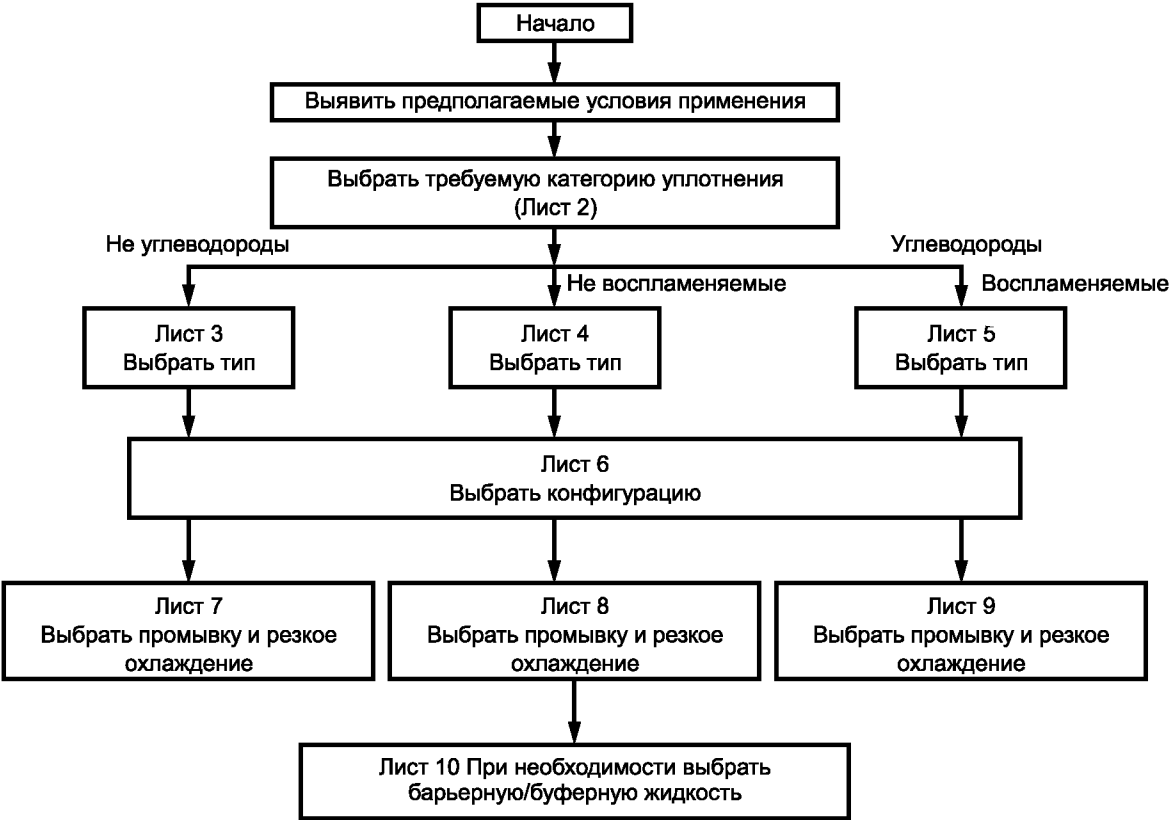 Начало
Выявить предполагаемые условия применения
Выбрать требуемую категорию уплотнения
(Лист 2)
Не углеводороды
Углеводороды
Не воспламеняемые
Воспламеняемые
Лист 3
Выбрать тип
Лист 4
Выбрать тип
Лист 5
Выбрать тип
Лист 6
Выбрать конфигурацию
Лист 7
Выбрать промывку и резкое
охлаждение
Лист 8
Выбрать промывку и резкое
охлаждение
Лист 9
Выбрать промывку и резкое
охлаждение
Лист 10 При необходимости выбрать
барьерную/буферную жидкость